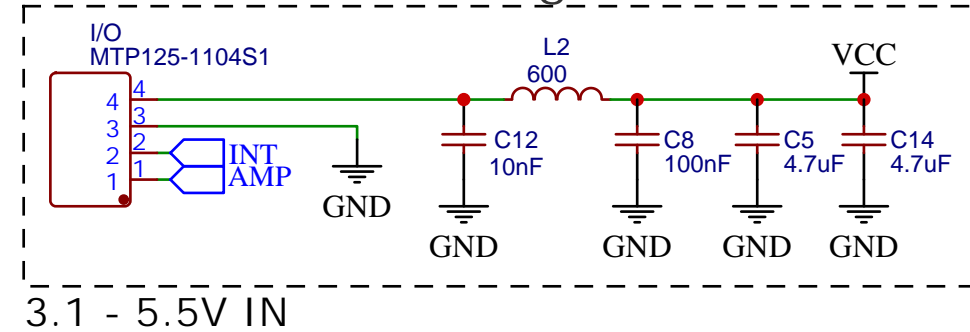 I/O
MTP125-1104S1
4 4
3 3
2 2 INT
1 1 AMP
GND
C12
10nF
GND
L2
600
C8
100nF
GND
C5
4.7uF
GND
VCC
C14
4.7uF
GND
3.1 - 5.5V IN